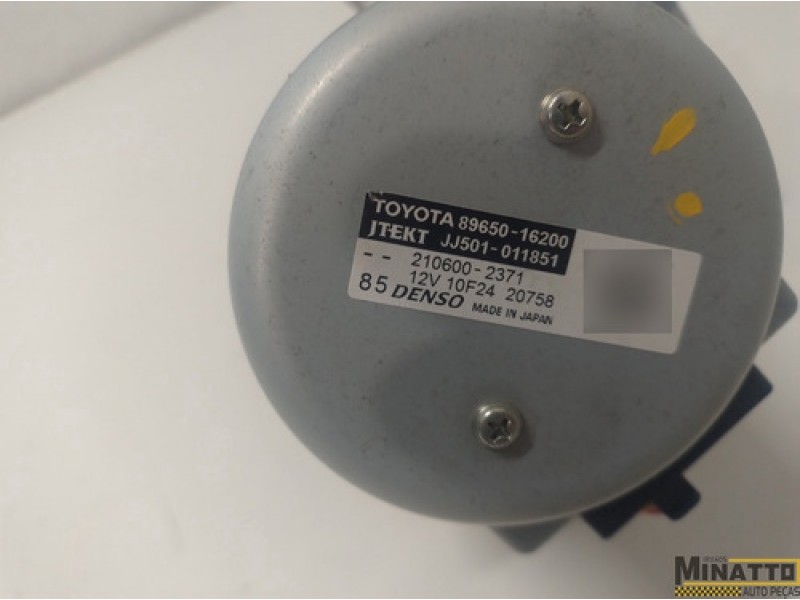 TOYOTA 89650-16200
JTEKT JJ501-011851
-- 210600-2371
12V 10F24 20758
85 DENSO MADE IN JAPAN
MINATTO
AUTO PEÇAS